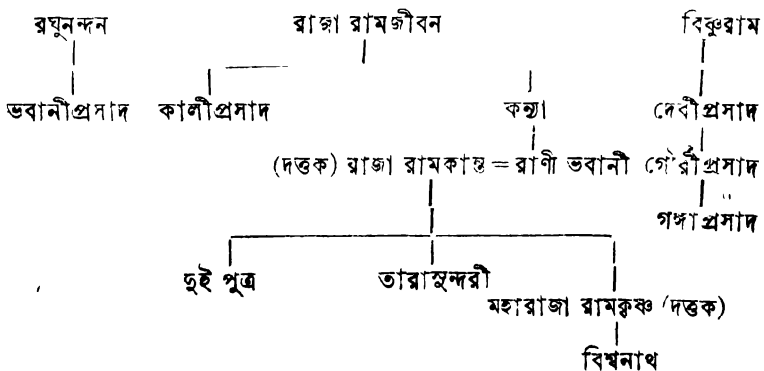 রঘুনন্দন রাজা রামজীবন বিষ্ণুরাম
ভবানীপ্রসাদ কালীপ্রসাদ কন্যা দেবীপ্রসাদ
(দত্তক) রাজা রামকান্ত = রাণী ভবানী গৌরীপ্রসাদ
গঙ্গাপ্রসাদ
দুই পুত্র তারাসুন্দরী
মহারাজা রামকৃষ্ণ (দত্তক)
বিশ্বনাথ